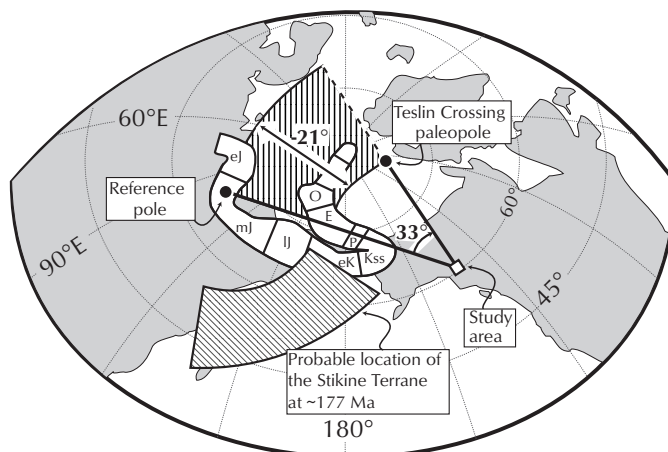 60°E
90°E
Reference
pole
eJ
mJ
lJ
21°
O
E
P
eK
Kss
33°
Teslin Crossing
paleopole
60°
45°
Study
area
Probable location of
the Stikine Terrane
at ~177 Ma
180°